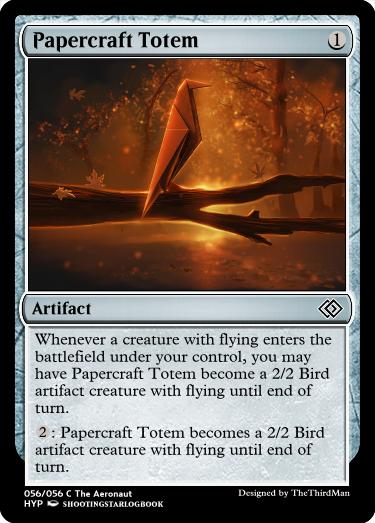 Papercraft Totem 1
Artifact
Whenever a creature with flying enters the
battlefield under your control, you may
have Papercraft Totem become a 2/2 Bird
artifact creature with flying until end of
turn.
2 : Papercraft Totem becomes a 2/2 Bird
artifact creature with flying until end of
turn.
056/056 C The Aeronaut
HYP SHOOTINGSTARLOGBOOK
Designed by TheThirdMan